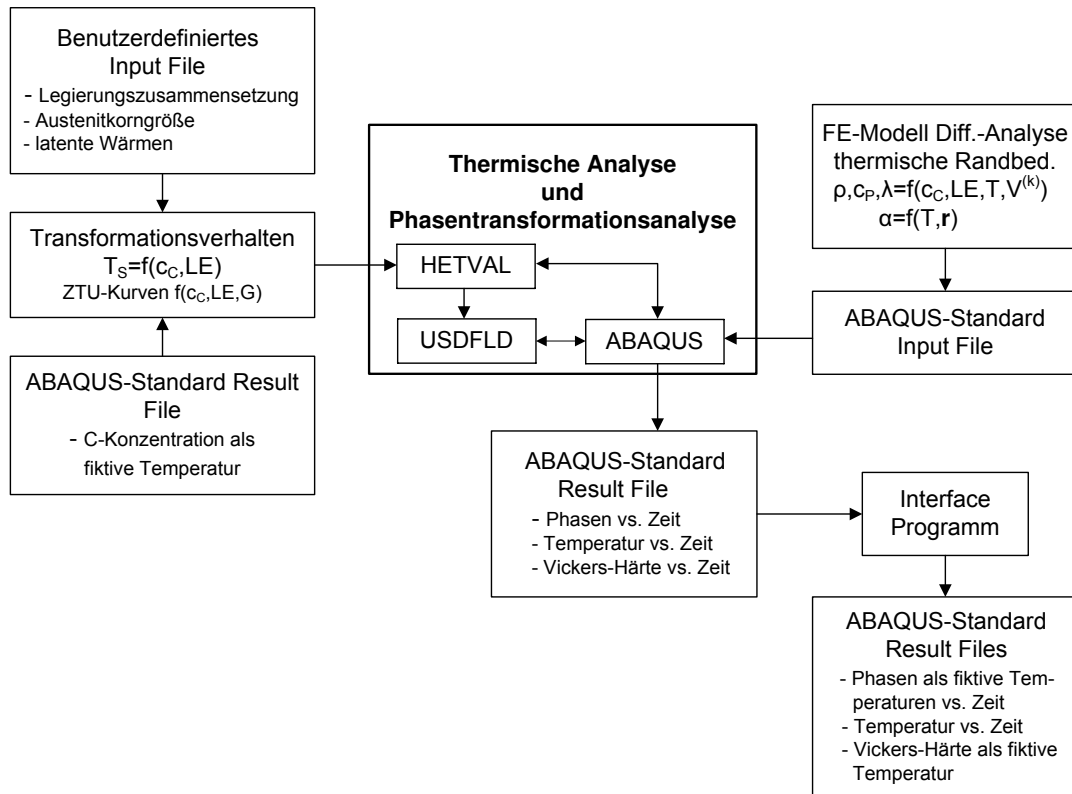 Benutzerdefiniertes
Input File
- Legierungszusammensetzung
- Austenitkorngröße
- latente Wärmen
Transformationsverhalten
T_S=f(c_C,LE)
ZTU-Kurven f(c_C,LE,G)
ABAQUS-Standard Result
File
- C-Konzentration als
fiktive Temperatur
Thermische Analyse
und
Phasentransformationsanalyse
HETVAL
USDFLD
ABAQUS
FE-Modell Diff.-Analyse
thermische Randbed.
ρ,c_P,λ=f(c_C,LE,T,V^(k))
α=f(T,r)
ABAQUS-Standard
Input File
ABAQUS-Standard
Result File
- Phasen vs. Zeit
- Temperatur vs. Zeit
- Vickers-Härte vs. Zeit
Interface
Programm
ABAQUS-Standard
Result Files
- Phasen als fiktive Tem-
peraturen vs. Zeit
- Temperatur vs. Zeit
- Vickers-Härte als fiktive
Temperatur